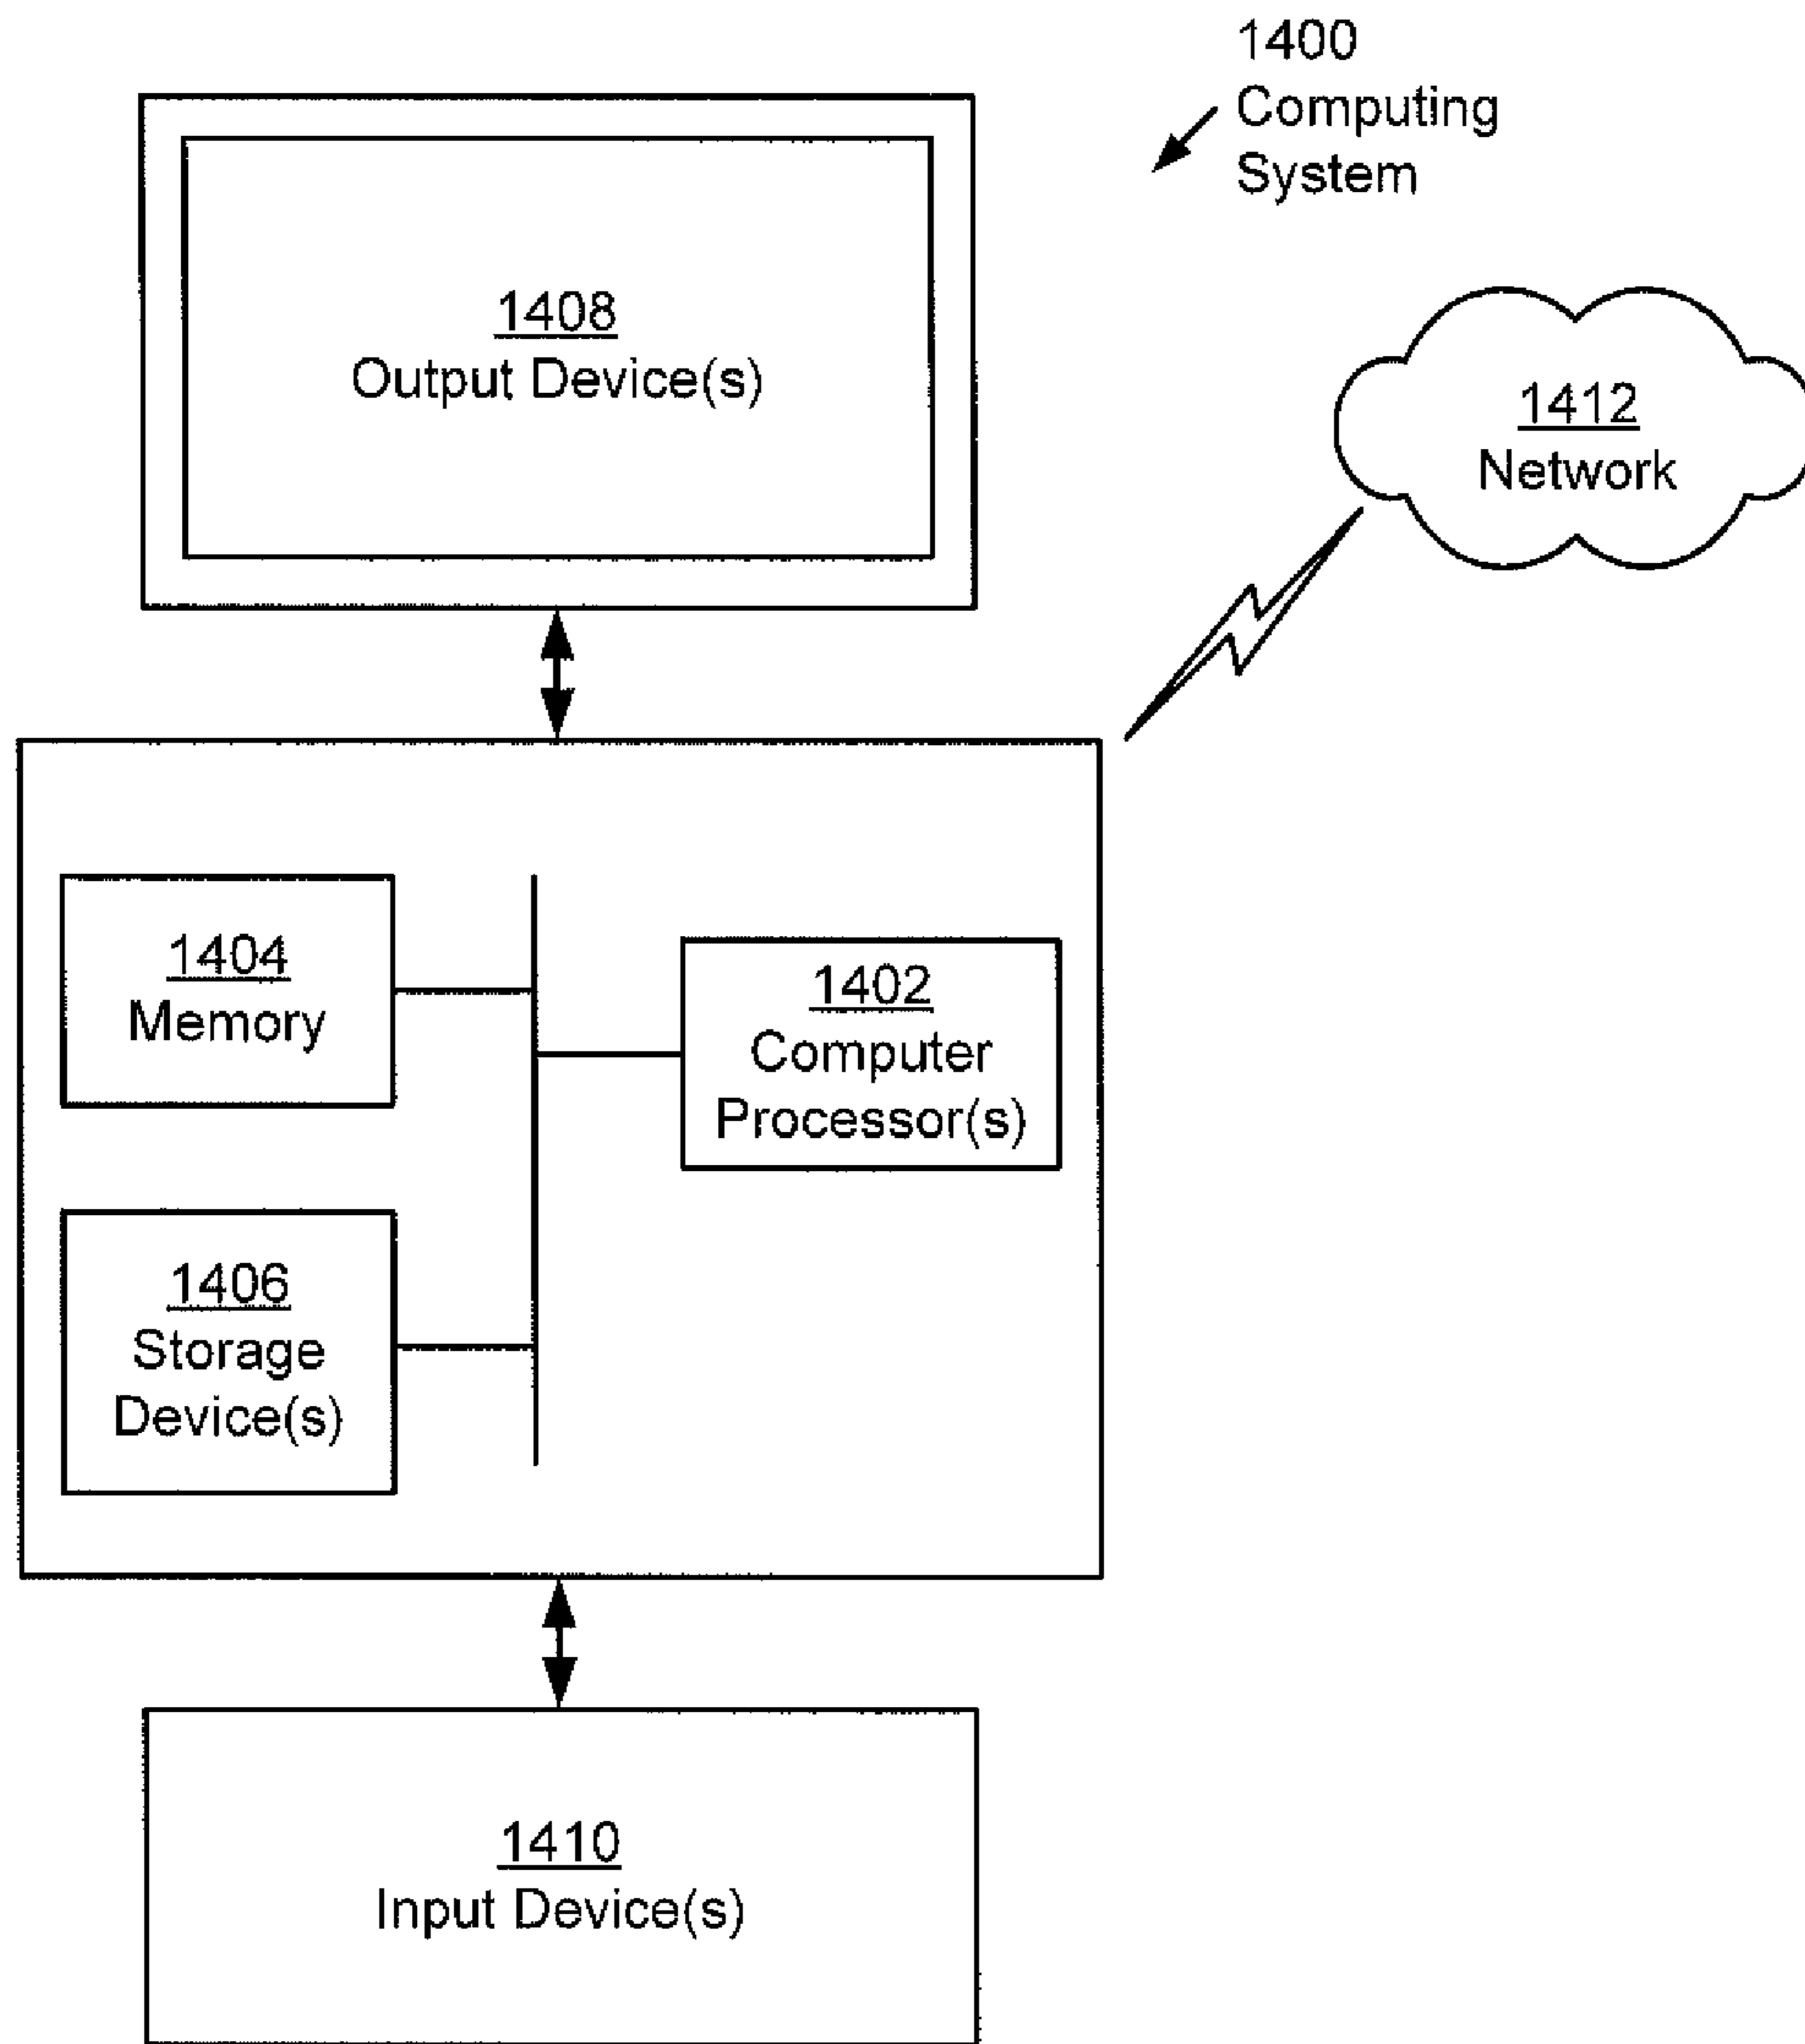 1400
Computing
System
1408
Output Device(s)
1412
Network
1404
Memory
1402
Computer
Processor(s)
1406
Storage
Device(s)
1410
Input Device(s)